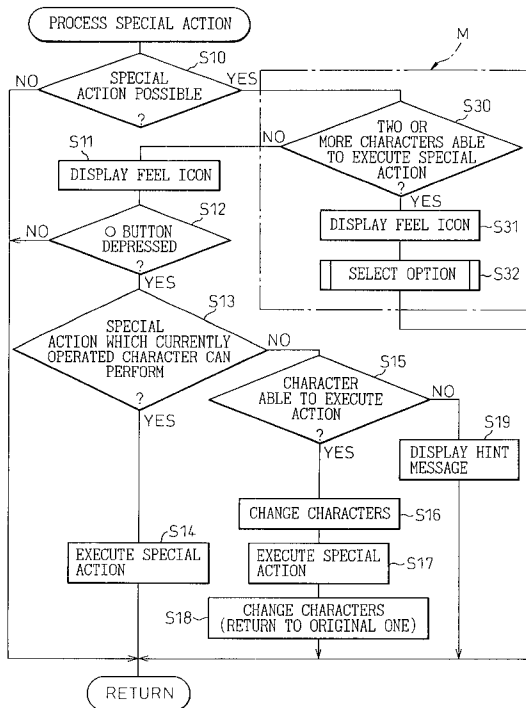 PROCESS SPECIAL ACTION
M
S10
NO
SPECIAL
ACTION POSSIBLE
?
YES
S30
TWO OR
MORE CHARACTERS ABLE
TO EXECUTE SPECIAL
ACTION
?
NO
YES
S11
DISPLAY FEEL ICON
DISPLAY FEEL ICON
S31
S12
NO
○ BUTTON
DEPRESSED
?
YES
SELECT OPTION
S32
S13
SPECIAL
ACTION WHICH CURRENTLY
OPERATED CHARACTER CAN
PERFORM
?
NO
YES
S15
CHARACTER
ABLE TO EXECUTE
ACTION
?
NO
YES
S19
DISPLAY HINT
MESSAGE
CHANGE CHARACTERS
S16
S14
EXECUTE SPECIAL
ACTION
EXECUTE SPECIAL
ACTION
S17
S18
CHANGE CHARACTERS
(RETURN TO ORIGINAL ONE)
RETURN